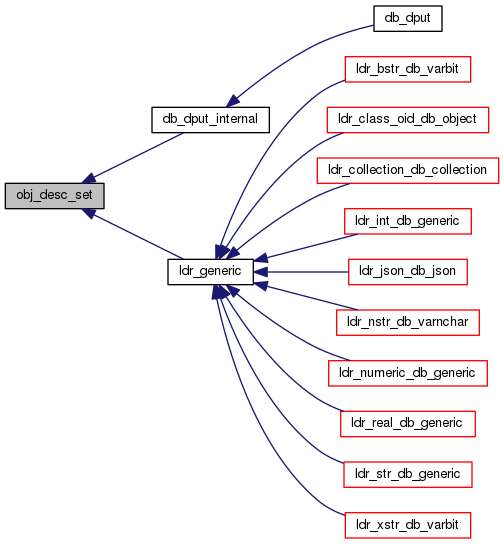 db_dput
ldr_bstr_db_varbit
db_dput_internal
ldr_class_oid_db_object
ldr_collection_db_collection
obj_desc_set
ldr_int_db_generic
ldr_generic
ldr_json_db_json
ldr_nstr_db_varnchar
ldr_numeric_db_generic
ldr_real_db_generic
ldr_str_db_generic
ldr_xstr_db_varbit